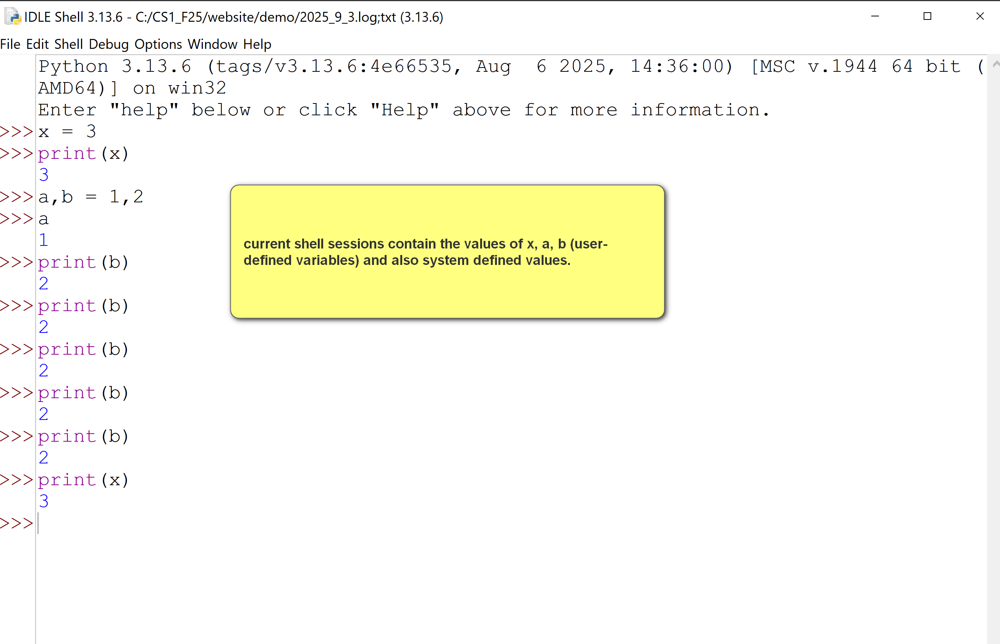 IDLE Shell 3.13.6 - C:/CS1_F25/website/demo/2025_9_3.log;txt (3.13.6)
File Edit Shell Debug Options Window Help
Python 3.13.6 (tags/v3.13.6:4e66535, Aug  6 2025, 14:36:00) [MSC v.1944 64 bit (
AMD64)] on win32
Enter "help" below or click "Help" above for more information.
>>> x = 3
>>> print(x)
3
>>> a,b = 1,2
>>> a
1
>>> print(b)
2
>>> print(b)
2
>>> print(b)
2
>>> print(b)
2
>>> print(b)
2
>>> print(x)
3
>>>
current shell sessions contain the values of x, a, b (user-
defined variables) and also system defined values.